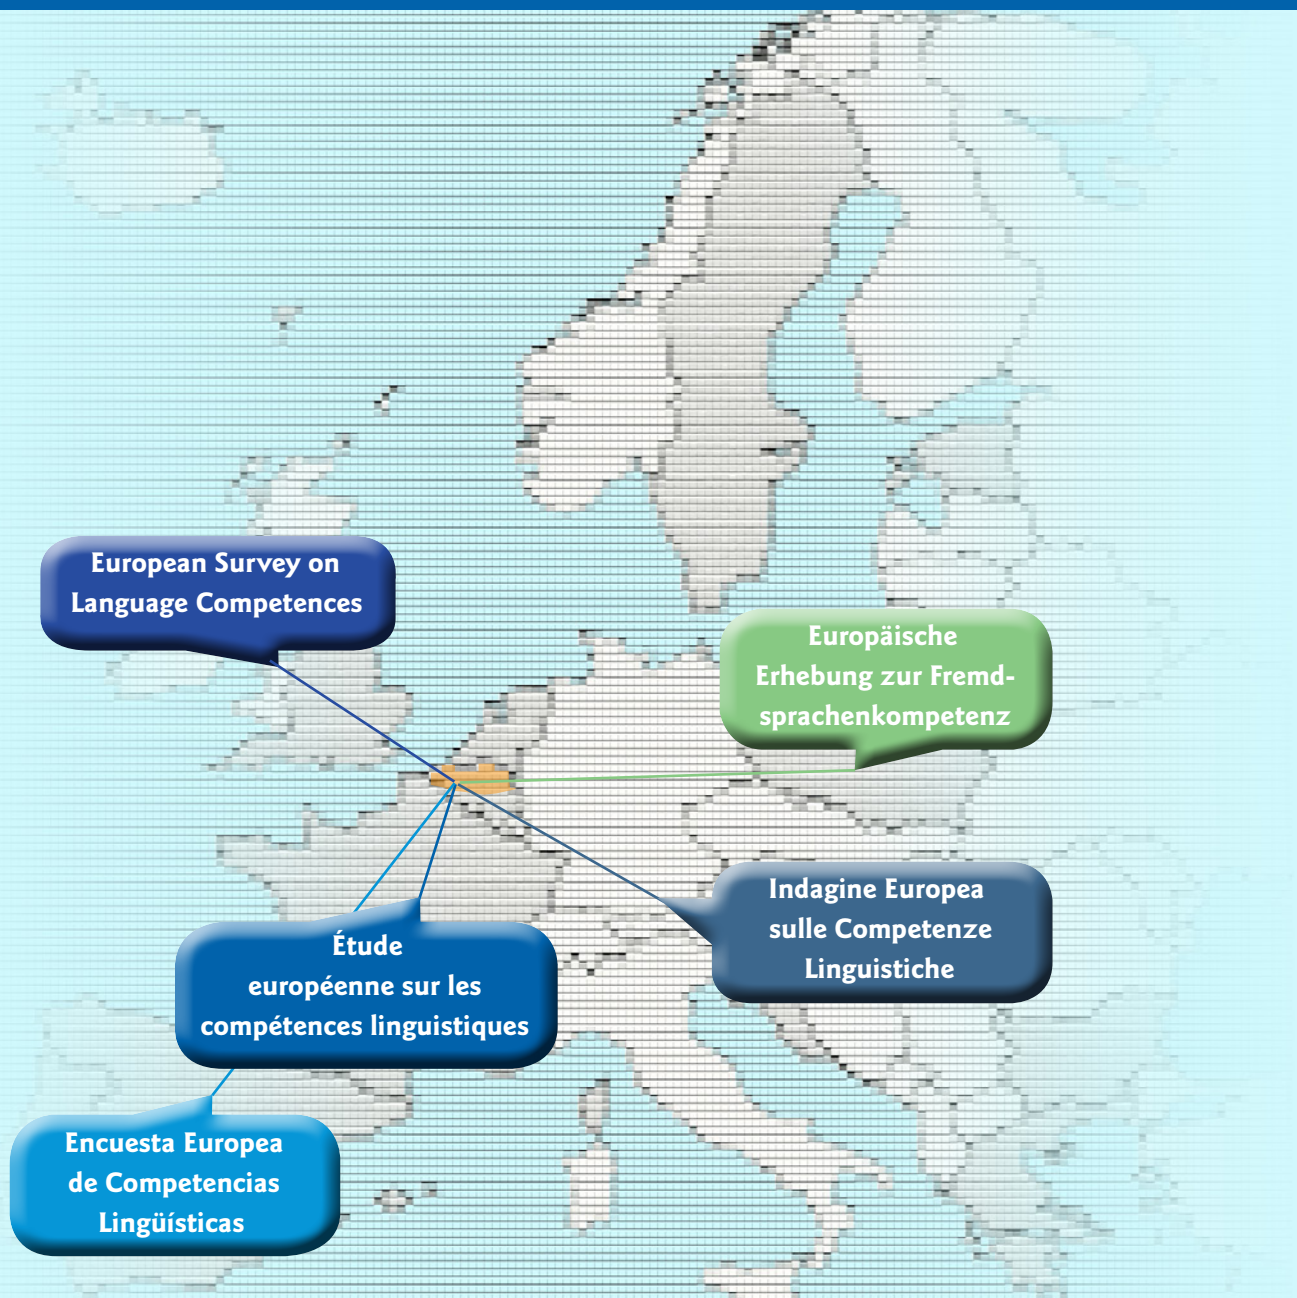 European Survey on
Language Competences
Europäische
Erhebung zur Fremd-
sprachenkompetenz
Indagine Europea
sulle Competenze
Linguistiche
Étude
européenne sur les
compétences linguistiques
Encuesta Europea
de Competencias
Lingüísticas